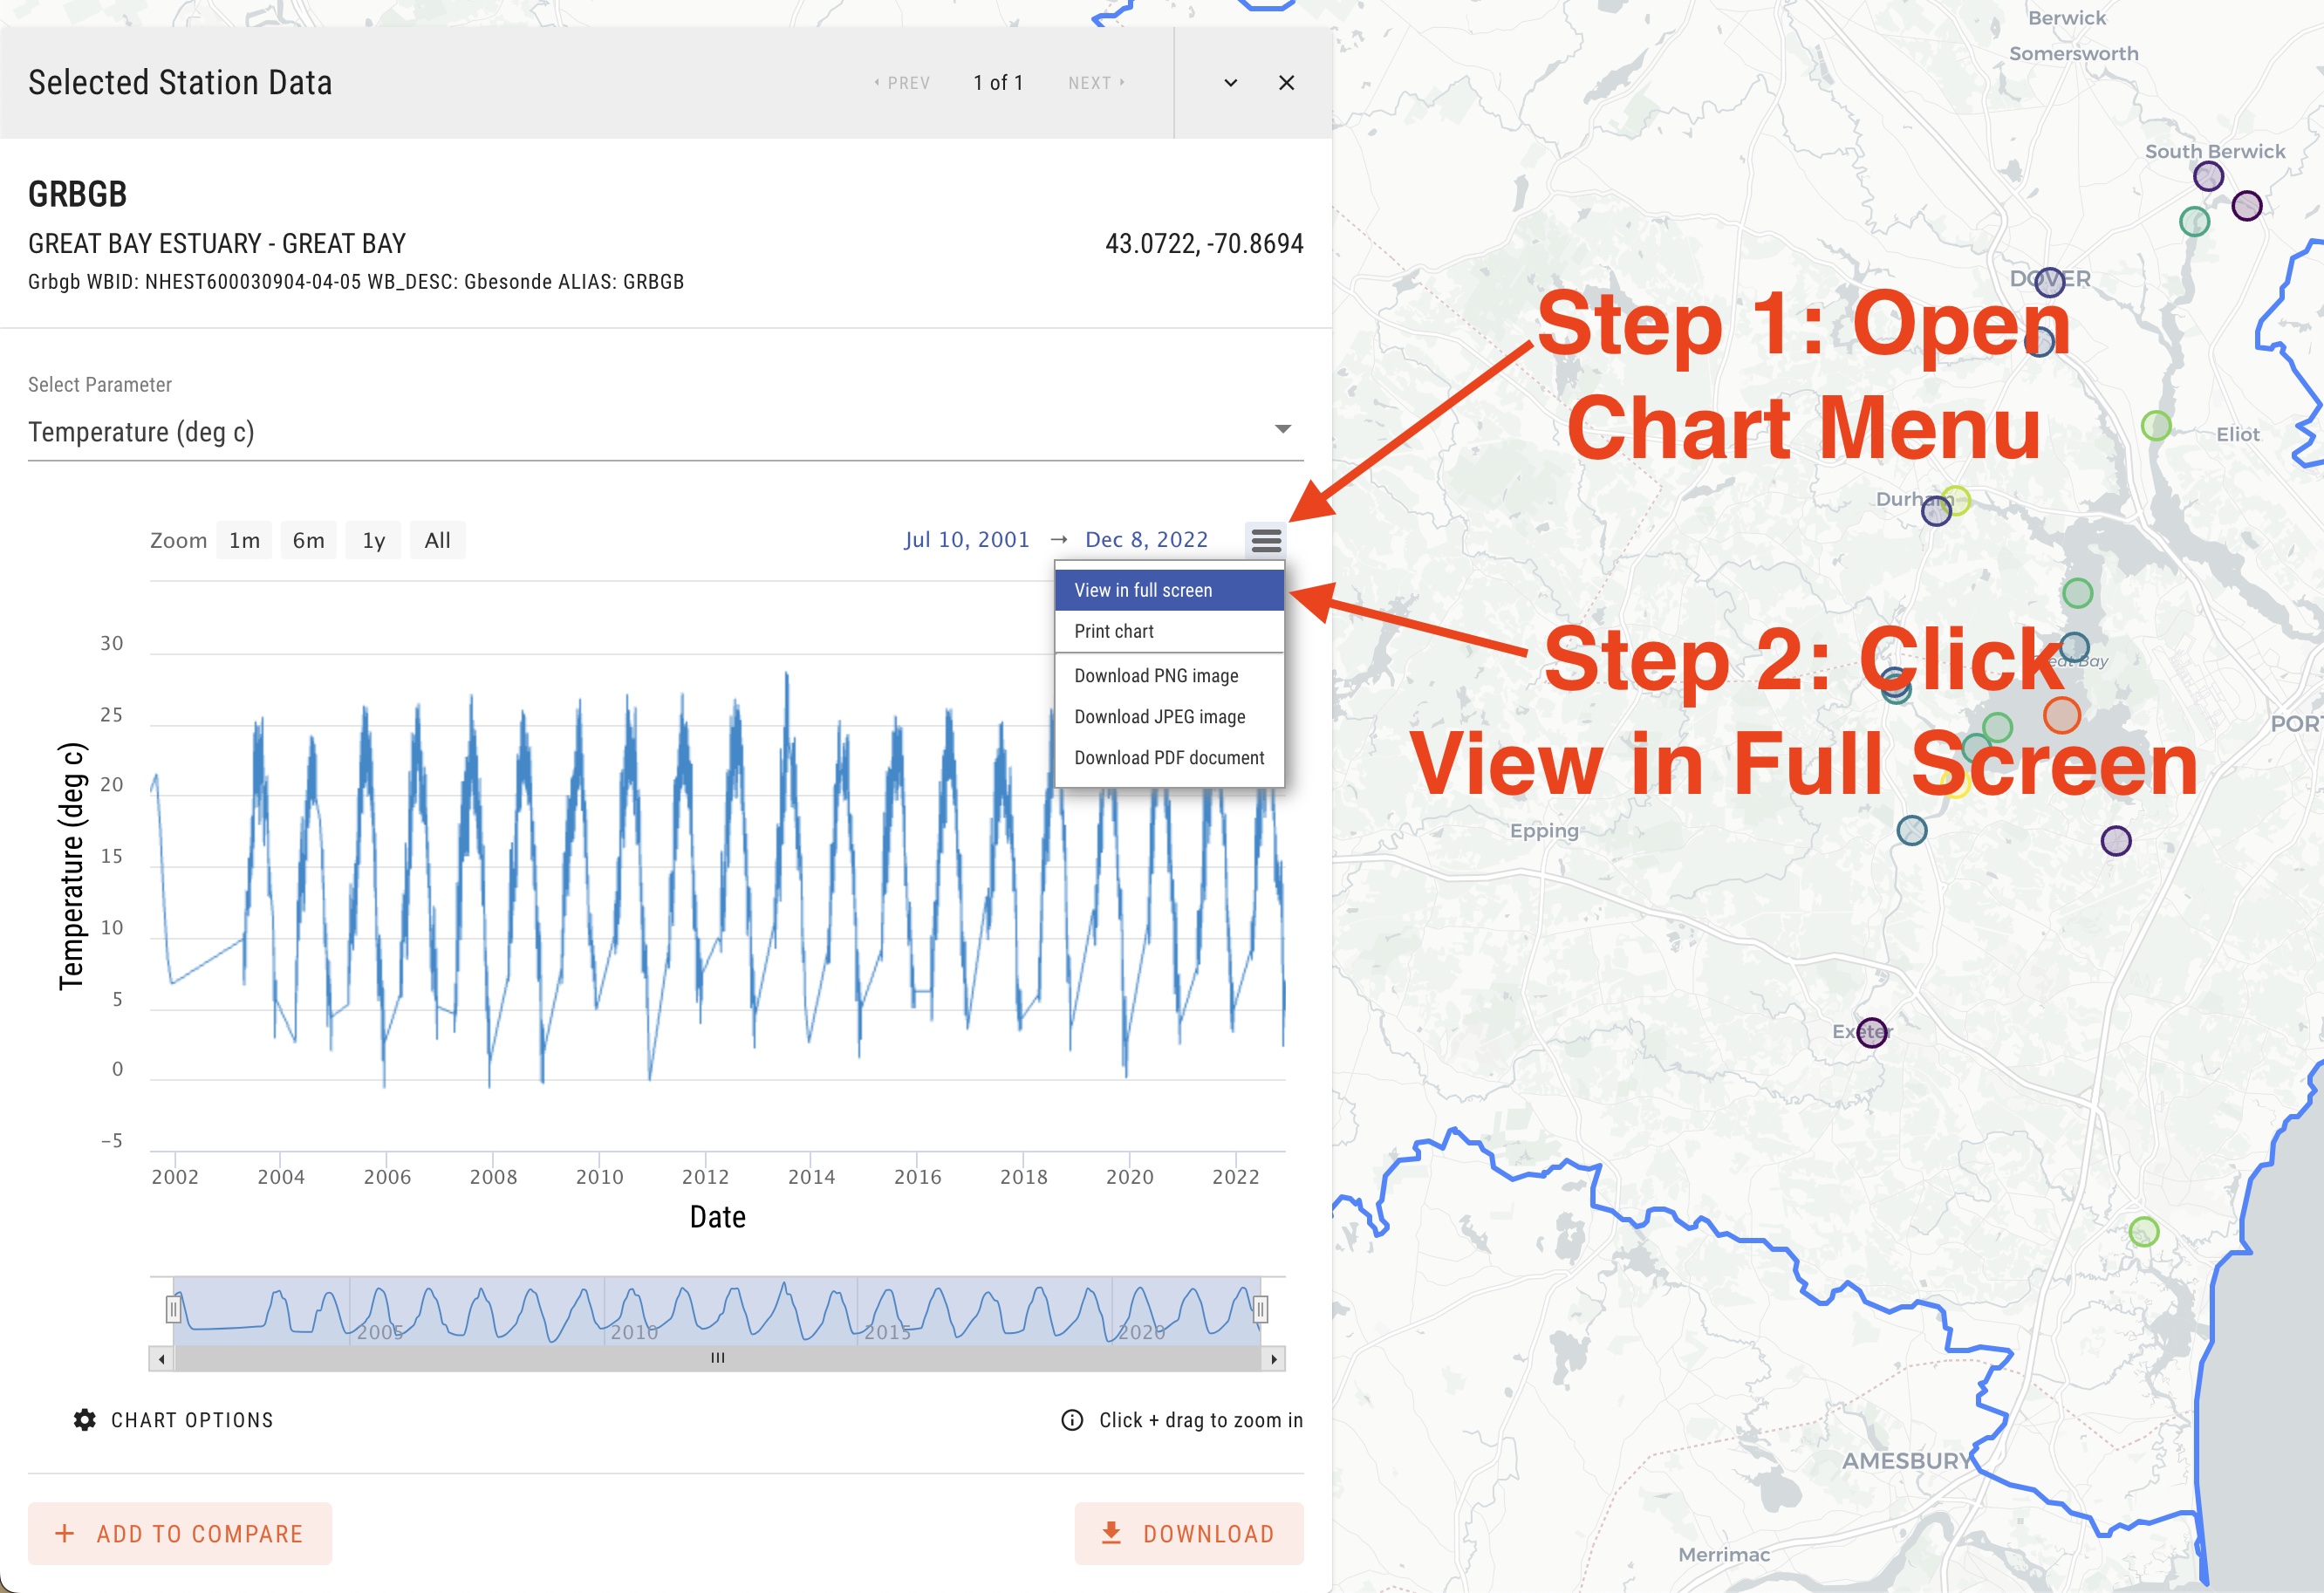 Selected Station Data
PREV
1 of 1
NEXT
GRBGB
GREAT BAY ESTUARY - GREAT BAY
43.0722, -70.8694
Grbgb WBID: NHEST600030904-04-05 WB_DESC: Gbesonde ALIAS: GRBGB
Select Parameter
Temperature (deg c)
Zoom 1m 6m 1y All
Jul 10, 2001 → Dec 8, 2022
View in full screen
Print chart
Download PNG image
Download JPEG image
Download PDF document
Temperature (deg c)
30
25
20
15
10
5
0
−5
2002 2004 2006 2008 2010 2012 2014 2016 2018 2020 2022
Date
2005 2010 2015 2020
CHART OPTIONS
Click + drag to zoom in
+ ADD TO COMPARE
DOWNLOAD
Step 1: Open
Chart Menu
Step 2: Click
View in Full Screen
Berwick
Somersworth
South Berwick
DOVER
Eliot
Durham
Bay
PORT
Epping
Exeter
AMESBURY
Merrimac